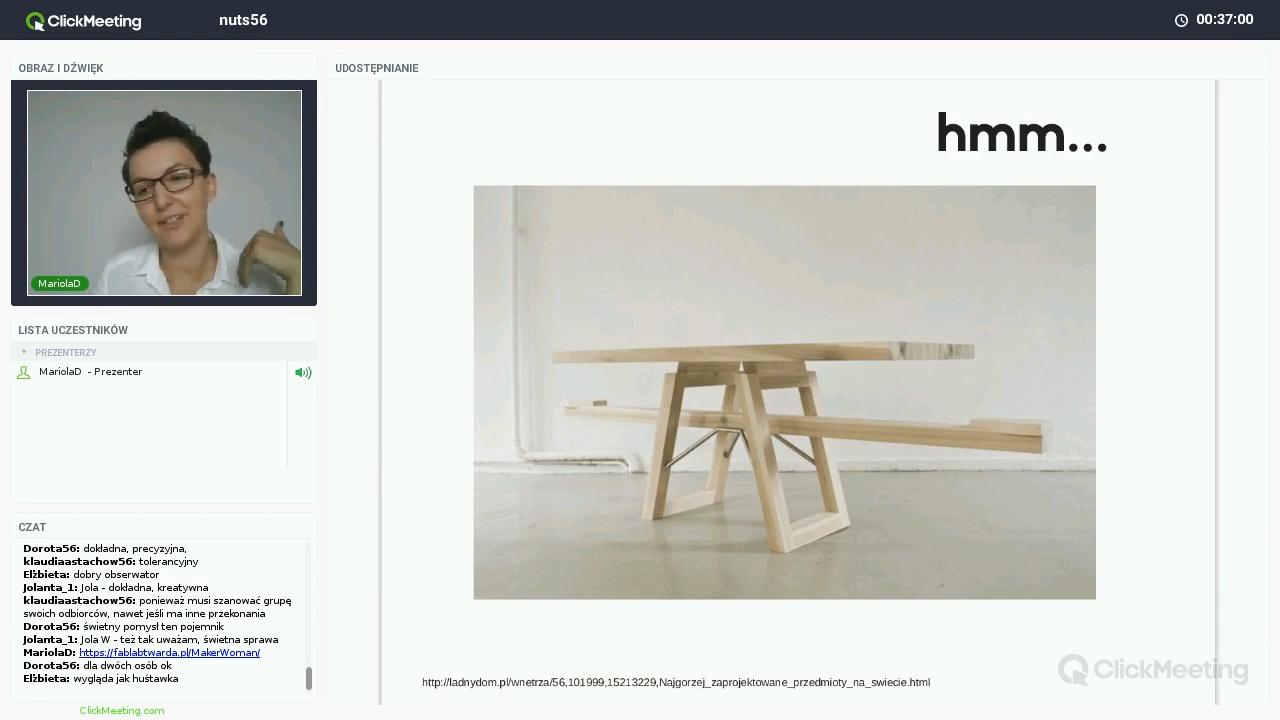 ClickMeeting
nuts56
00:37:00
OBRAZ I DŹWIĘK
UDOSTĘPNIANIE
hmm...
MariolaD
LISTA UCZESTNIKÓW
PREZENTERZY
MariolaD - Prezenter
CZAT
Dorota56: dokładna, precyzyjna,
klaudiaastachow56: tolerancyjny
Elżbieta: dobry obserwator
Jolanta_1: Jola - dokładna, kreatywna
klaudiaastachow56: ponieważ musi szanować grupę
swoich odbiorców, nawet jeśli ma inne przekonania
Dorota56: świetny pomysł ten pojemnik
Jolanta_1: Jola W - też tak uważam, świetna sprawa
MariolaD: https://fablabtwarda.pl/MakerWoman/
Dorota56: dla dwóch osób ok
Elżbieta: wygląda jak huśtawka
http://ladnydom.pl/wnetrza/56,101999,15213229,Najgorzej_zaprojektowane_przedmioty_na_swiecie.html
ClickMeeting
ClickMeeting.com